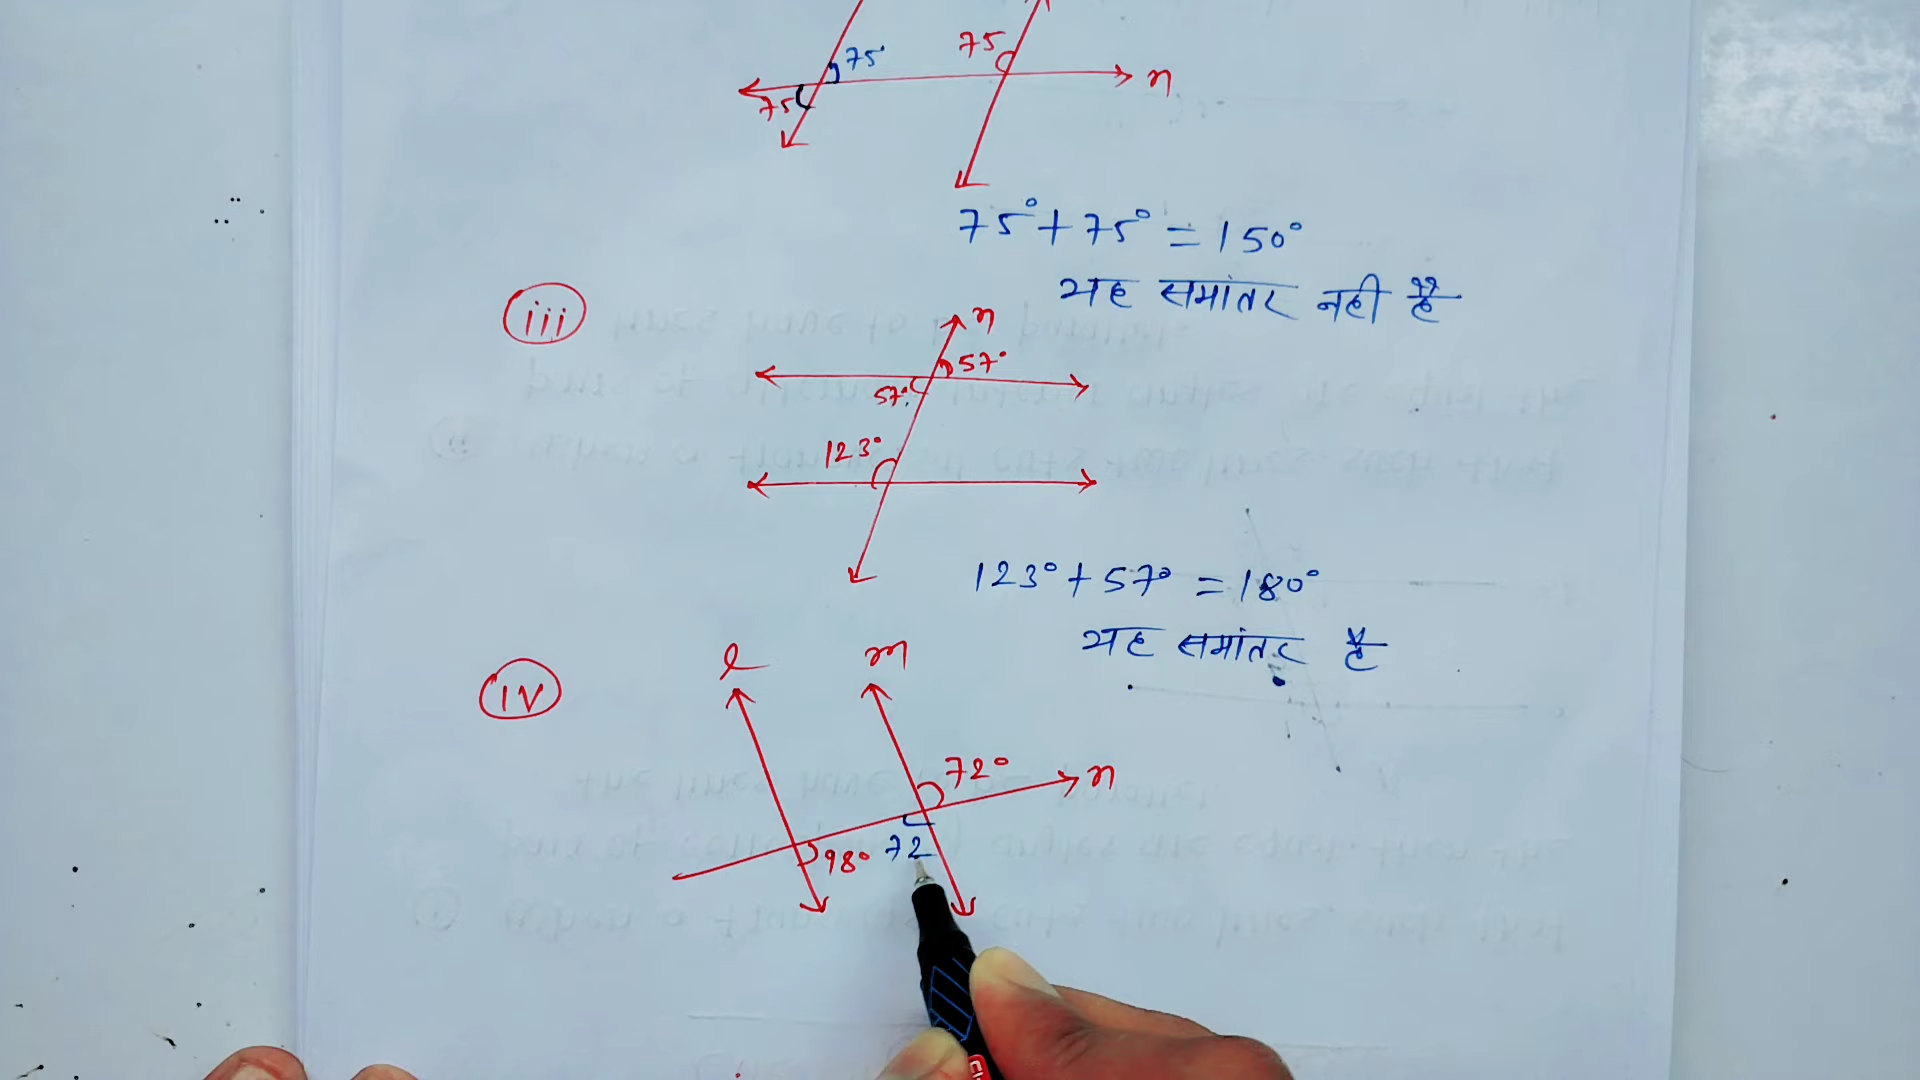 75
75
n
75
75° + 75° = 150°
यह समांतर नही है
iii
n
57°
57°
123°
123° + 57° = 180°
यह समांतर है
iv
l
m
72°
n
98°
72